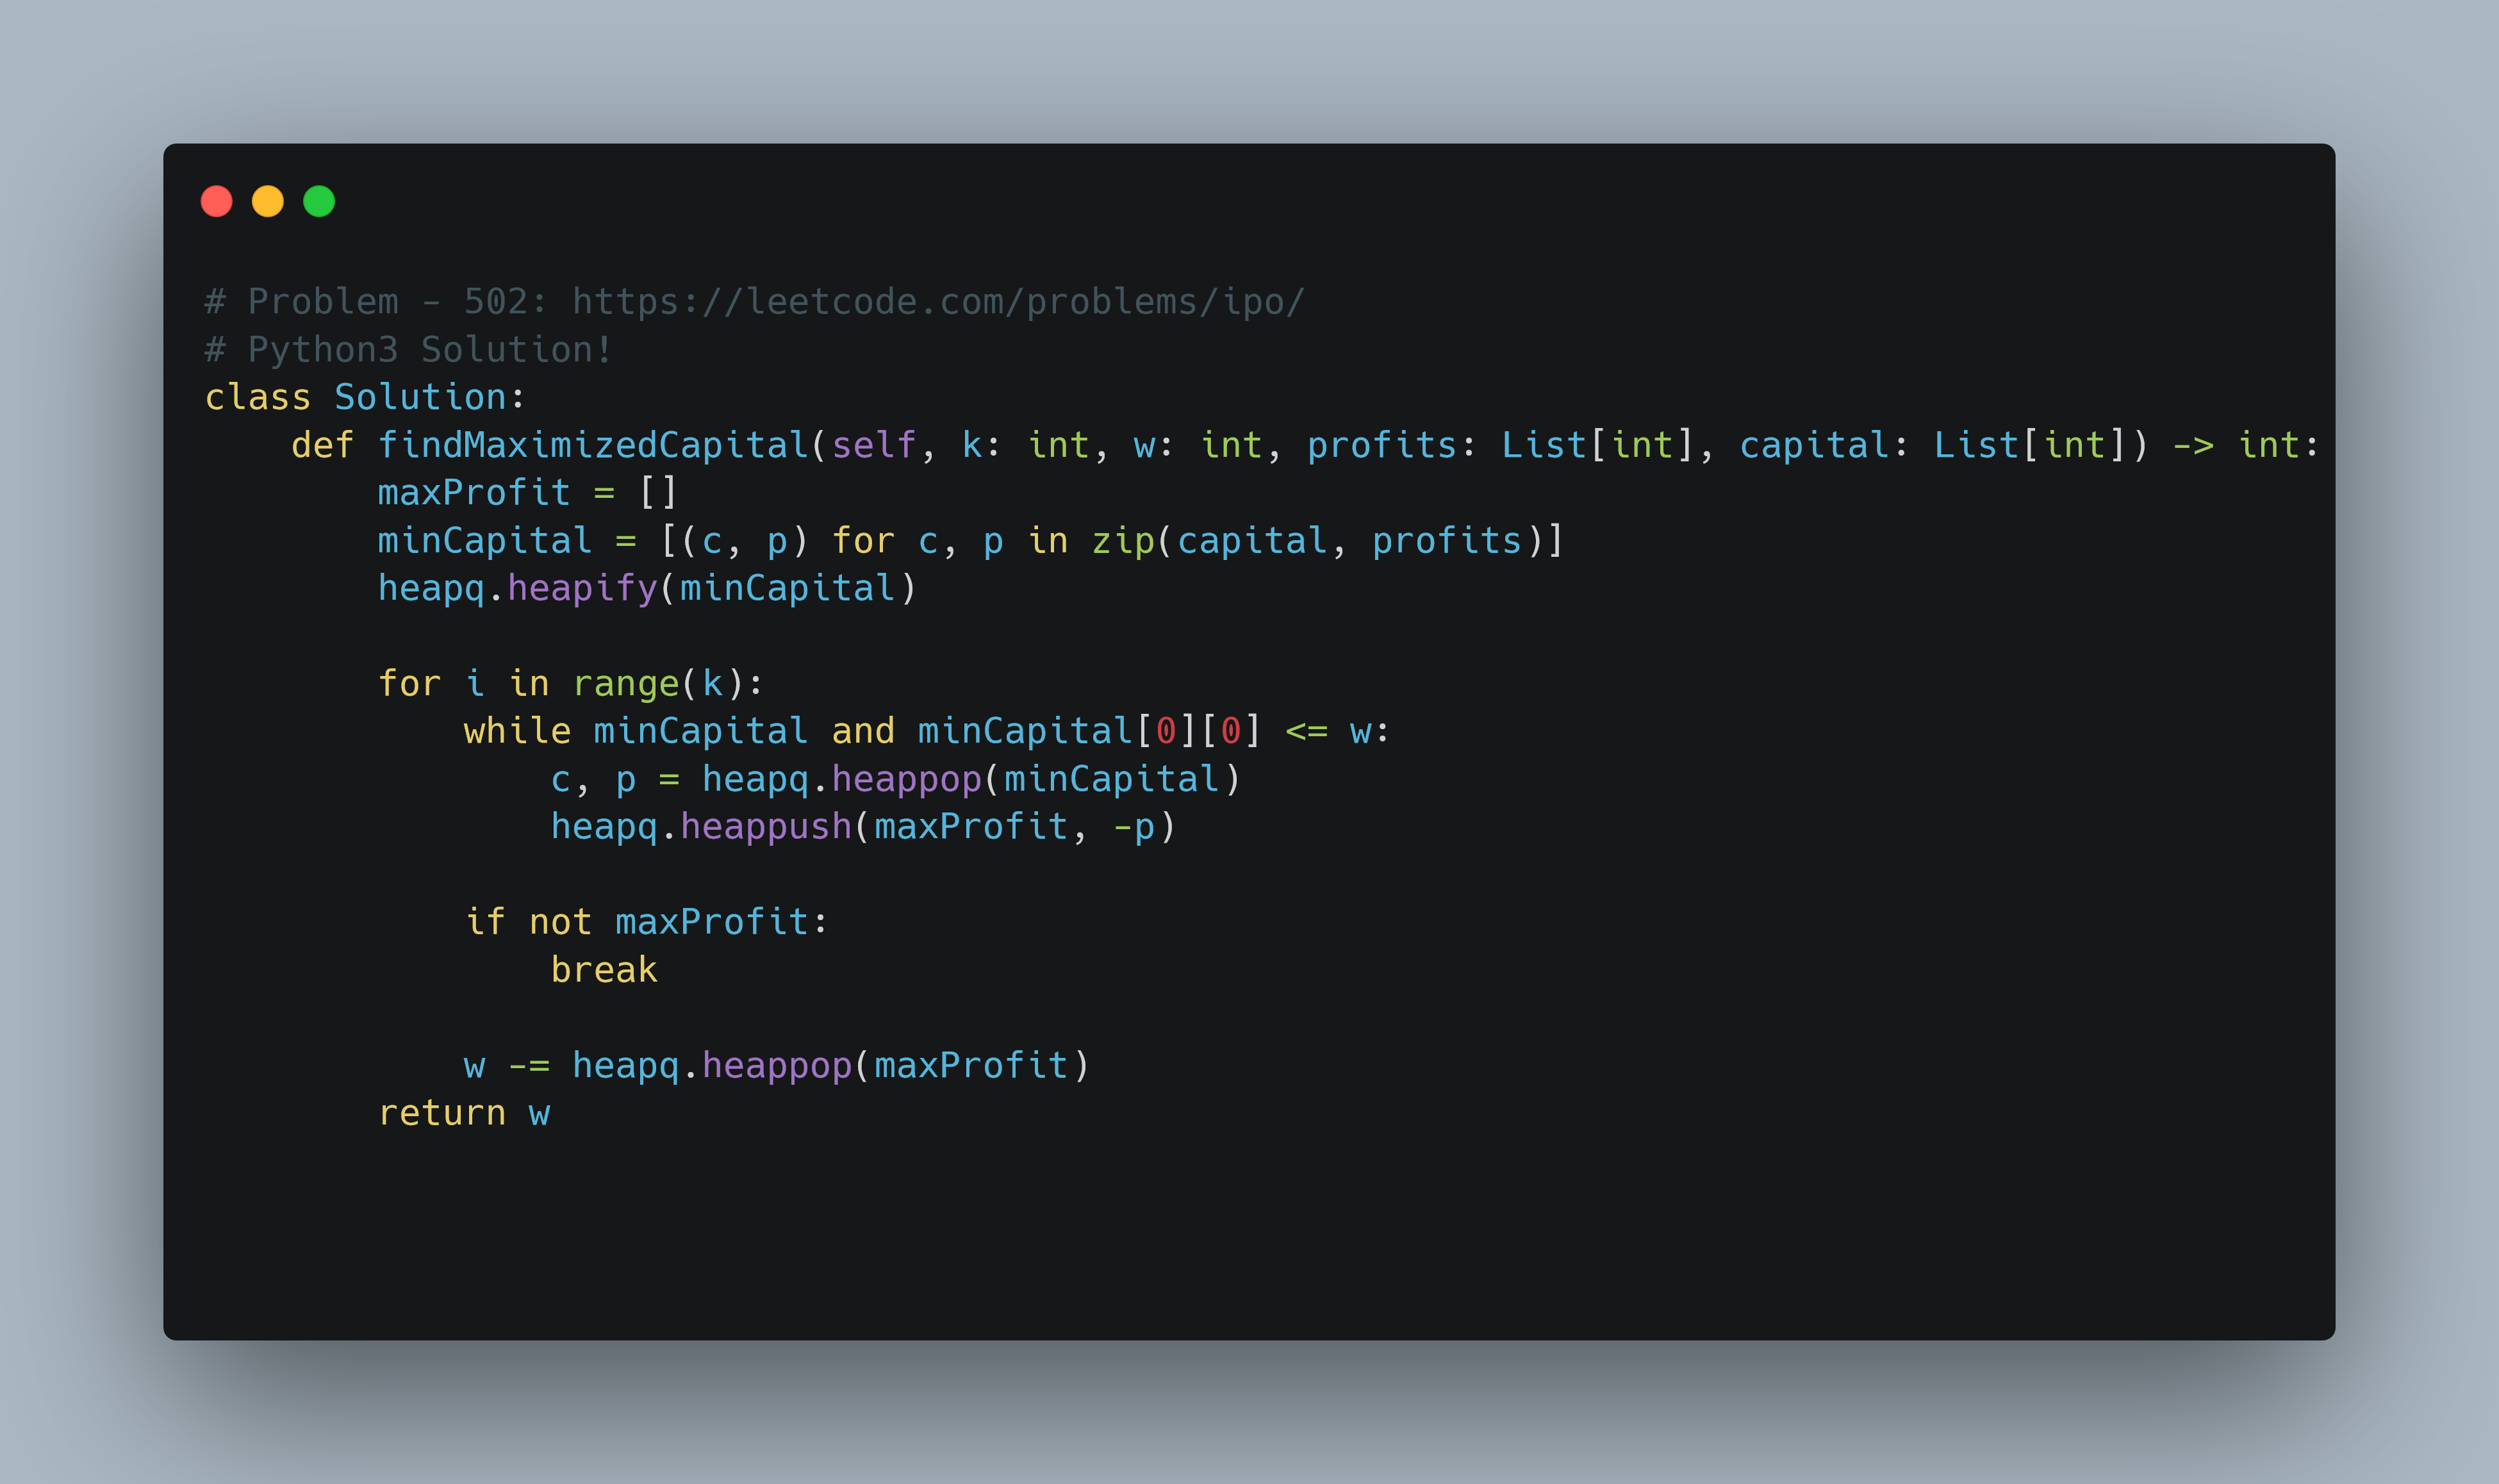 # Problem - 502: https://leetcode.com/problems/ipo/
# Python3 Solution!
class Solution:
    def findMaximizedCapital(self, k: int, w: int, profits: List[int], capital: List[int]) -> int:
        maxProfit = []
        minCapital = [(c, p) for c, p in zip(capital, profits)]
        heapq.heapify(minCapital)

        for i in range(k):
            while minCapital and minCapital[0][0] <= w:
                c, p = heapq.heappop(minCapital)
                heapq.heappush(maxProfit, -p)

            if not maxProfit:
                break

            w -= heapq.heappop(maxProfit)
        return w